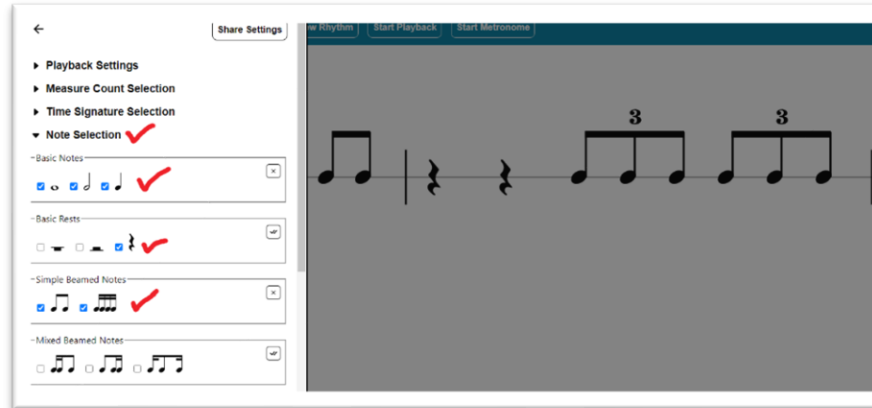 Share Settings
Start Playback
Start Metronome
Playback Settings
Measure Count Selection
Time Signature Selection
Note Selection
Basic Notes
Basic Rests
Simple Beamed Notes
Mixed Beamed Notes
Rhythm
3
3